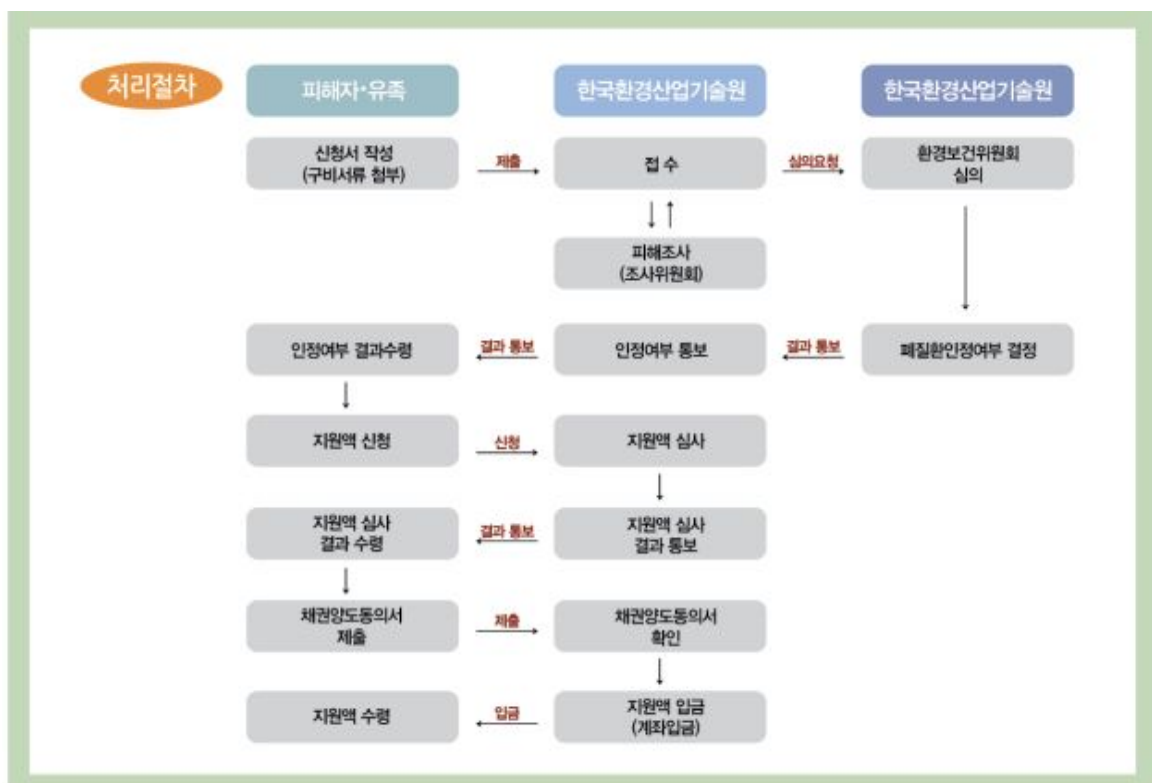 처리절차
피해자·유족
한국환경산업기술원
한국환경산업기술원
신청서 작성
(구비서류 첨부)
제출
접 수
심의요청
환경보건위원회
심의
피해조사
(조사위원회)
인정여부 결과수령
결과 통보
인정여부 통보
결과 통보
폐질환인정여부 결정
지원액 신청
신청
지원액 심사
지원액 심사
결과 수령
결과 통보
지원액 심사
결과 통보
채권양도동의서
제출
제출
채권양도동의서
확인
지원액 수령
입금
지원액 입금
(계좌입금)